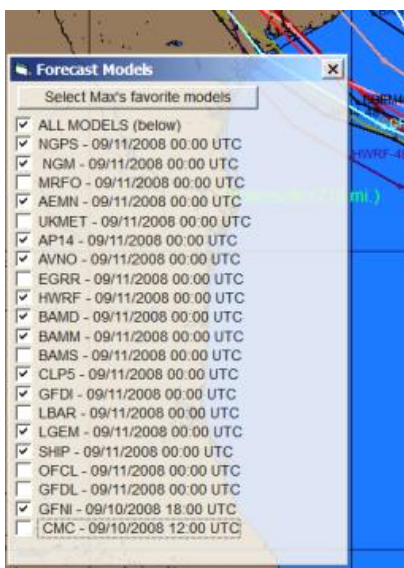 Forecast Models
Select Max's favorite models
ALL MODELS (below)
NGPS - 09/11/2008 00:00 UTC
NGM - 09/11/2008 00:00 UTC
MRFO - 09/11/2008 00:00 UTC
AEMN - 09/11/2008 00:00 UTC
UKMET - 09/11/2008 00:00 UTC
AP14 - 09/11/2008 00:00 UTC
AVNO - 09/11/2008 00:00 UTC
EGRR - 09/11/2008 00:00 UTC
HWRF - 09/11/2008 00:00 UTC
BAMD - 09/11/2008 00:00 UTC
BAMM - 09/11/2008 00:00 UTC
BAMS - 09/11/2008 00:00 UTC
CLP5 - 09/11/2008 00:00 UTC
GFDI - 09/11/2008 00:00 UTC
LBAR - 09/11/2008 00:00 UTC
LGEM - 09/11/2008 00:00 UTC
SHIP - 09/11/2008 00:00 UTC
OFCL - 09/11/2008 00:00 UTC
GFDL - 09/11/2008 00:00 UTC
GFNI - 09/10/2008 18:00 UTC
CMC - 09/10/2008 12:00 UTC
mi.)